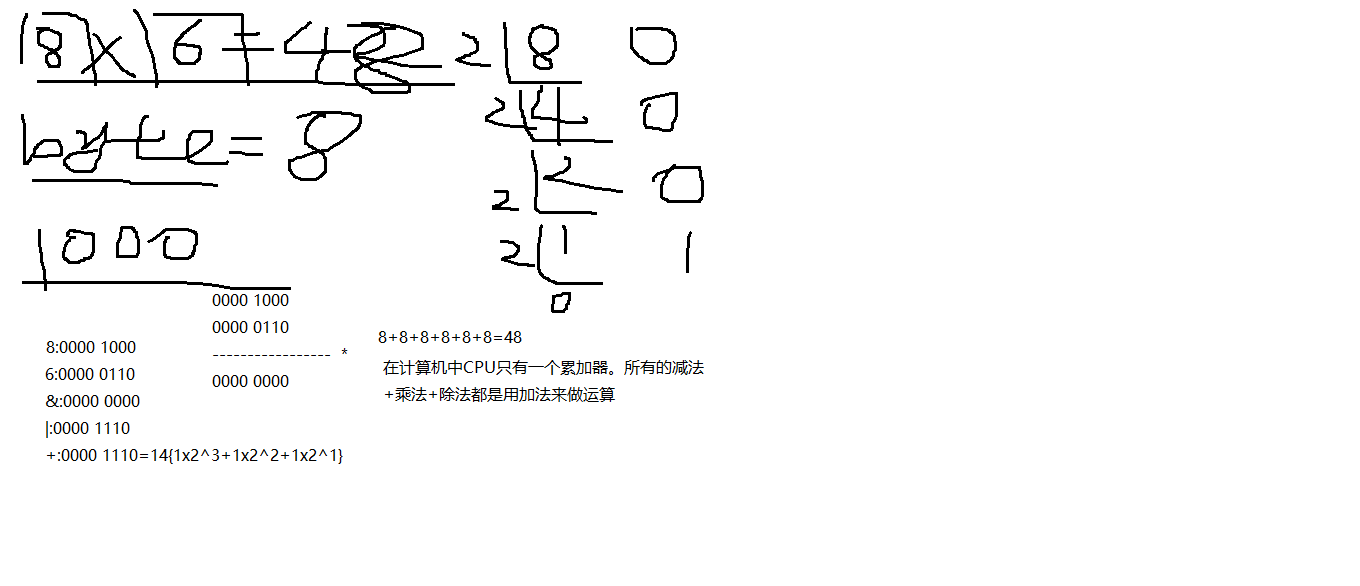 8×6=48
byte=8
1000
2 8 0
2 4 0
2 2 0
2 1 1
0
0000 1000
0000 0110
----------------- *
0000 0000
8:0000 1000
6:0000 0110
&:0000 0000
|:0000 1110
+:0000 1110=14{1x2^3+1x2^2+1x2^1}
8+8+8+8+8+8=48
在计算机中CPU只有一个累加器。所有的减法
+乘法+除法都是用加法来做运算